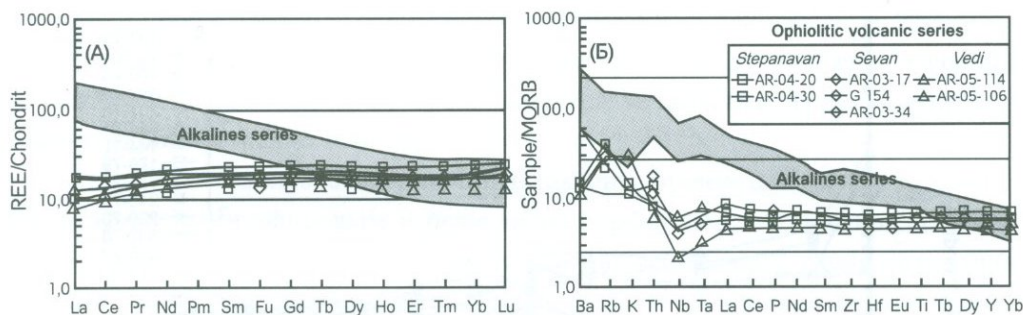 1000,0
100,0
10,0
1,0
REE/Chondrit
(А)
Alkalines series
La Ce Pr Nd Pm Sm Fu Gd Tb Dy Ho Er Tm Yb Lu
1000,0
100,0
10,0
1,0
Sample/MORB
(Б)
Ophiolitic volcanic series
Stepanavan Sevan Vedi
AR-04-20 AR-03-17 AR-05-114
AR-04-30 G 154 AR-05-106
AR-03-34
Alkalines series
Ba Rb K Th Nb Ta La Ce P Nd Sm Zr Hf Eu Ti Tb Dy Y Yb